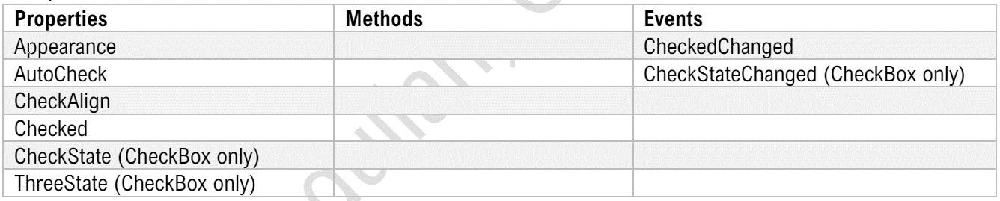 Properties Methods Events
Appearance CheckedChanged
AutoCheck CheckStateChanged (CheckBox only)
CheckAlign
Checked
CheckState (CheckBox only)
ThreeState (CheckBox only)